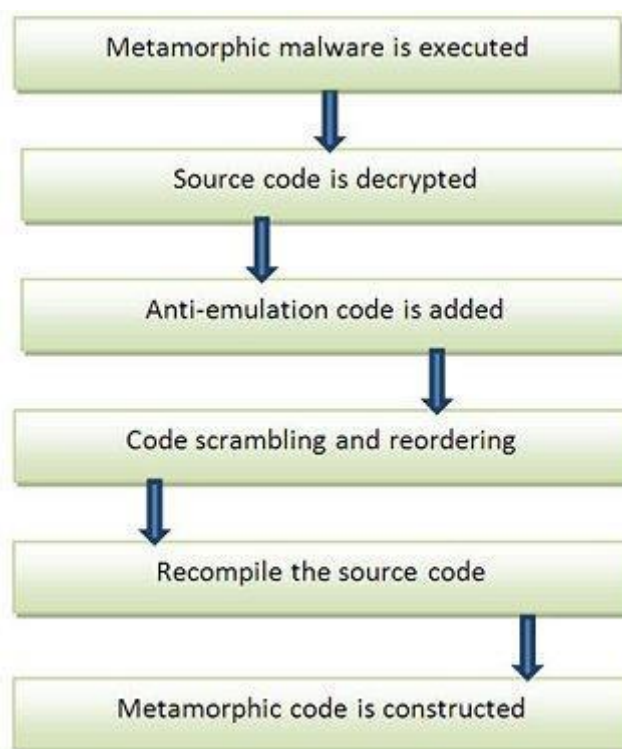 Metamorphic malware is executed
Source code is decrypted
Anti-emulation code is added
Code scrambling and reordering
Recompile the source code
Metamorphic code is constructed